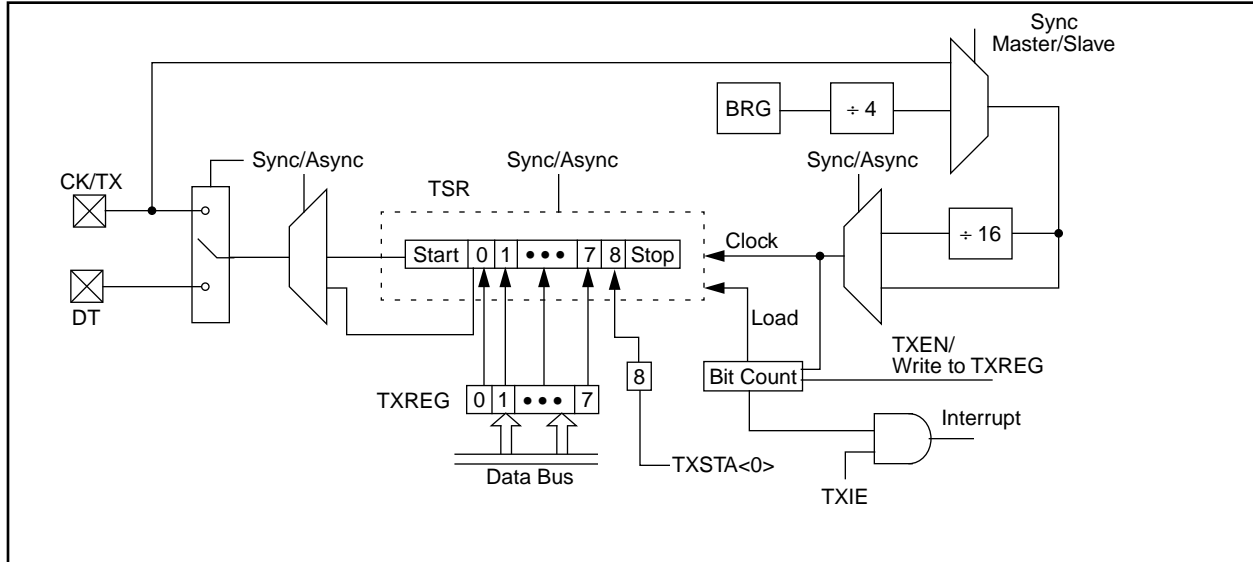 Sync
Master/Slave
BRG
÷ 4
Sync/Async
Sync/Async
Sync/Async
CK/TX
TSR
÷ 16
Start 0 1 ••• 7 8 Stop
Clock
DT
Load
TXEN/
Write to TXREG
8
Bit Count
TXREG
0 1 ••• 7
Interrupt
TXSTA<0>
Data Bus
TXIE